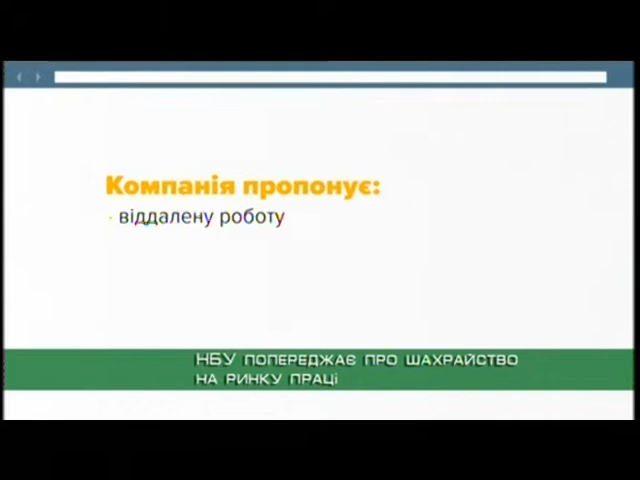 Компанія пропонує:
· віддалену роботу
НБУ ПОПЕРЕДЖАЄ ПРО ШАХРАЙСТВО
НА РИНКУ ПРАЦІ